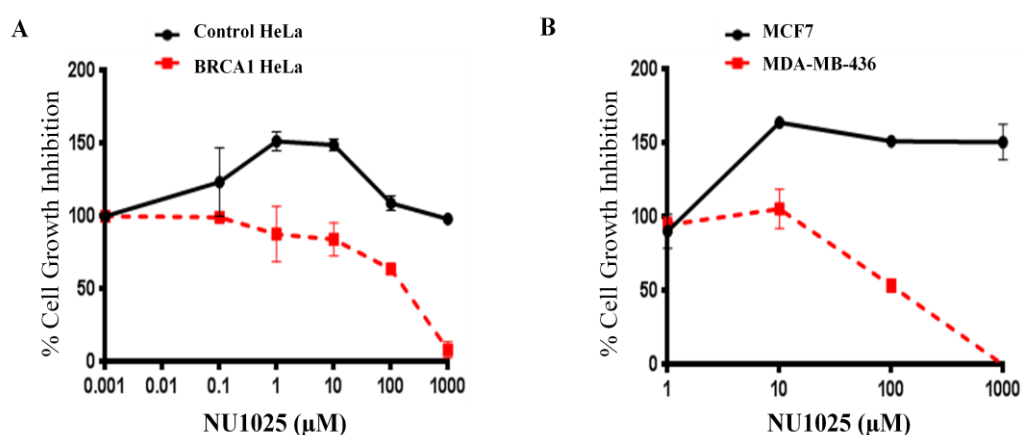 A
Control HeLa
BRCA1 HeLa
% Cell Growth Inhibition
200
150
100
50
0
0.001 0.01 0.1 1 10 100 1000
NU1025 (µM)
B
MCF7
MDA-MB-436
% Cell Growth Inhibition
200
150
100
50
0
1 10 100 1000
NU1025 (µM)